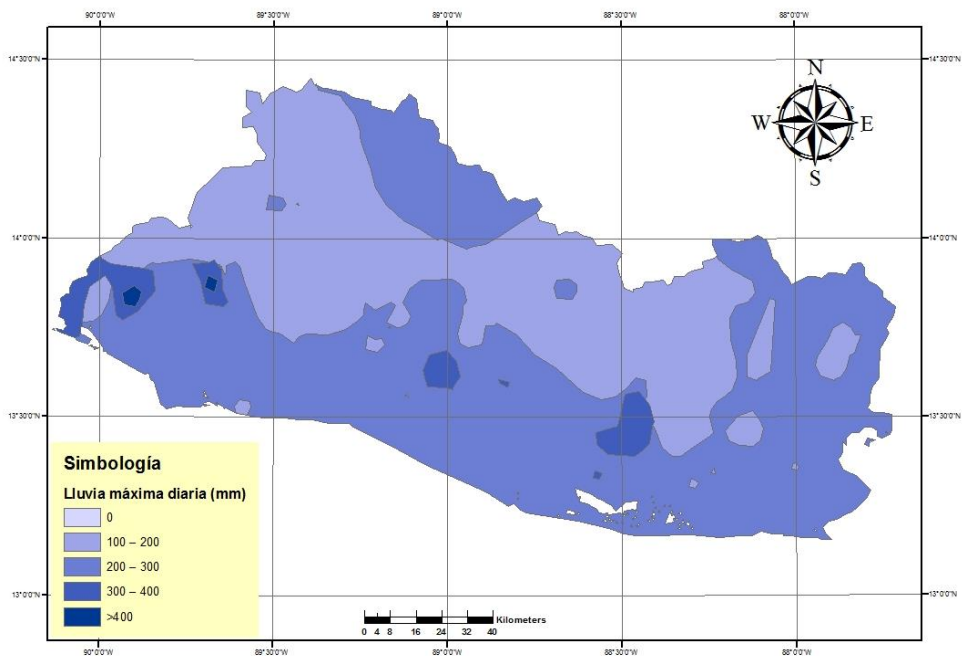 90°0'0"W 89°30'0"W 89°0'0"W 88°30'0"W 88°0'0"W
14°30'0"N 14°30'0"N
N
W E
S
14°0'0"N 14°0'0"N
13°30'0"N 13°30'0"N
Simbología
Lluvia máxima diaria (mm)
0
100 – 200
200 – 300
300 – 400
>400
13°0'0"N 13°0'0"N
Kilometers
0 4 8 16 24 32 40
90°0'0"W 89°30'0"W 89°0'0"W 88°30'0"W 88°0'0"W